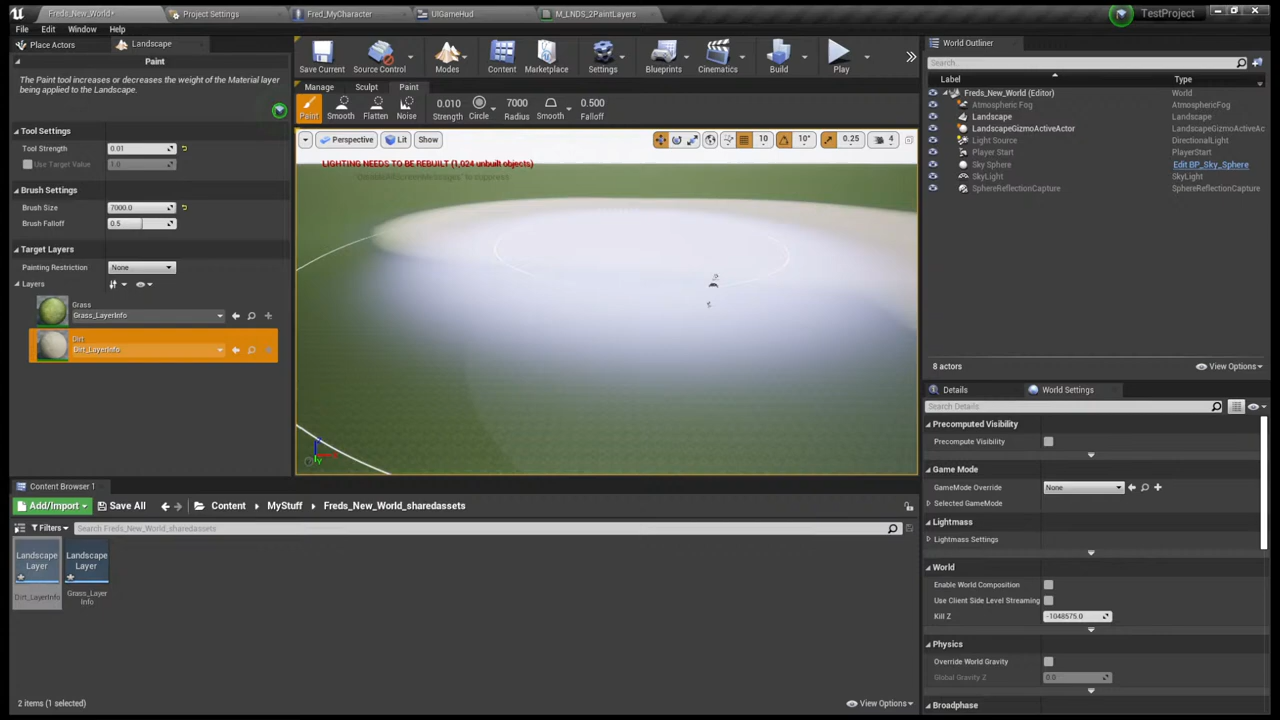 Freds_New_World*
Project Settings
Fred_MyCharacter
UIGameHud
M_LNDS_2PaintLayers
TestProject
File Edit Window Help
Place Actors
Landscape
Paint
The Paint tool increases or decreases the weight of the Material layer
being applied to the Landscape.
Tool Settings
Tool Strength 0.01
Use Target Value 1.0
Brush Settings
Brush Size 7000.0
Brush Falloff 0.5
Target Layers
Painting Restriction None
Layers
Grass
Grass_LayerInfo
Dirt
Dirt_LayerInfo
Save Current
Source Control
Modes
Content
Marketplace
Settings
Blueprints
Cinematics
Build
Play
Manage Sculpt Paint
Paint Smooth Flatten Noise
0.010 7000 0.500
Strength Circle Radius Smooth Falloff
Perspective Lit Show
10 10° 0.25 4
LIGHTING NEEDS TO BE REBUILT (1,024 unbuilt objects)
World Outliner
Search...
Label Type
Freds_New_World (Editor) World
Atmospheric Fog AtmosphericFog
Landscape Landscape
LandscapeGizmoActiveActor LandscapeGizmoActiveAc
Light Source DirectionalLight
Player Start PlayerStart
Sky Sphere Edit BP_Sky_Sphere
SkyLight SkyLight
SphereReflectionCapture SphereReflectionCapture
8 actors
View Options
Details
World Settings
Search Details
Precomputed Visibility
Precompute Visibility
Game Mode
GameMode Override None
Selected GameMode
Lightmass
Lightmass Settings
World
Enable World Composition
Use Client Side Level Streaming
Kill Z -1048575.0
Physics
Override World Gravity
Global Gravity Z 0.0
Broadphase
Content Browser 1
Add/Import
Save All
Content
MyStuff
Freds_New_World_sharedassets
Filters
Search Freds_New_World_sharedassets
Landscape
Layer
Landscape
Layer
Dirt_LayerInfo
Grass_Layer
Info
2 items (1 selected)
View Options